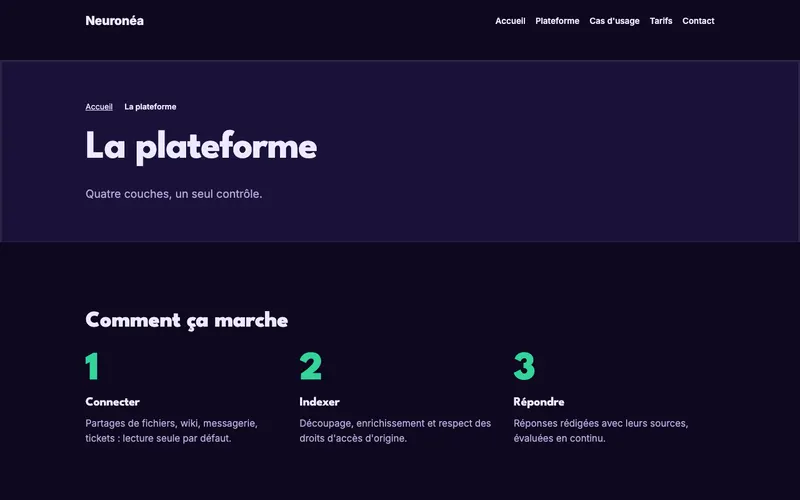 Neuronéa
Accueil Plateforme Cas d'usage Tarifs Contact
Accueil La plateforme
La plateforme
Quatre couches, un seul contrôle.
Comment ça marche
1
Connecter
Partages de fichiers, wiki, messagerie,
tickets : lecture seule par défaut.
2
Indexer
Découpage, enrichissement et respect des
droits d'accès d'origine.
3
Répondre
Réponses rédigées avec leurs sources,
évaluées en continu.